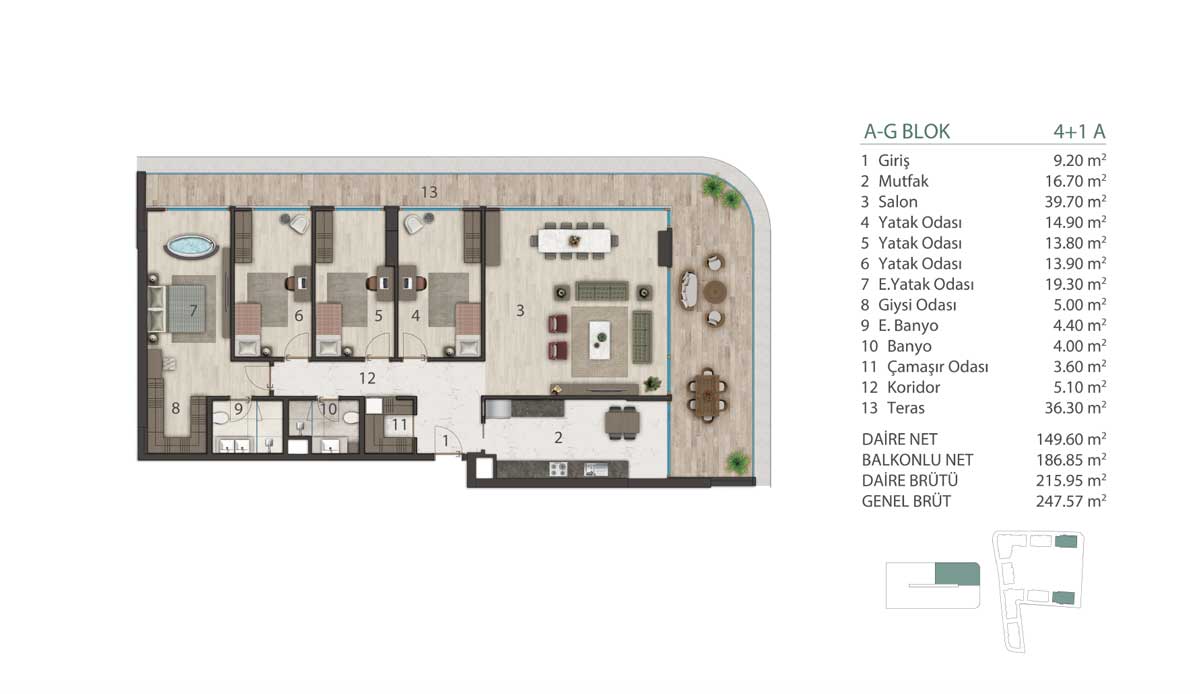 A-G BLOK 4+1 A
1 Giriş 9.20 m²
2 Mutfak 16.70 m²
3 Salon 39.70 m²
4 Yatak Odası 14.90 m²
5 Yatak Odası 13.80 m²
6 Yatak Odası 13.90 m²
7 E.Yatak Odası 19.30 m²
8 Giysi Odası 5.00 m²
9 E. Banyo 4.40 m²
10 Banyo 4.00 m²
11 Çamaşır Odası 3.60 m²
12 Koridor 5.10 m²
13 Teras 36.30 m²
DAİRE NET 149.60 m²
BALKONLU NET 186.85 m²
DAİRE BRÜTÜ 215.95 m²
GENEL BRÜT 247.57 m²
13
7
6
5
4
3
12
8
9
10
11
1
2